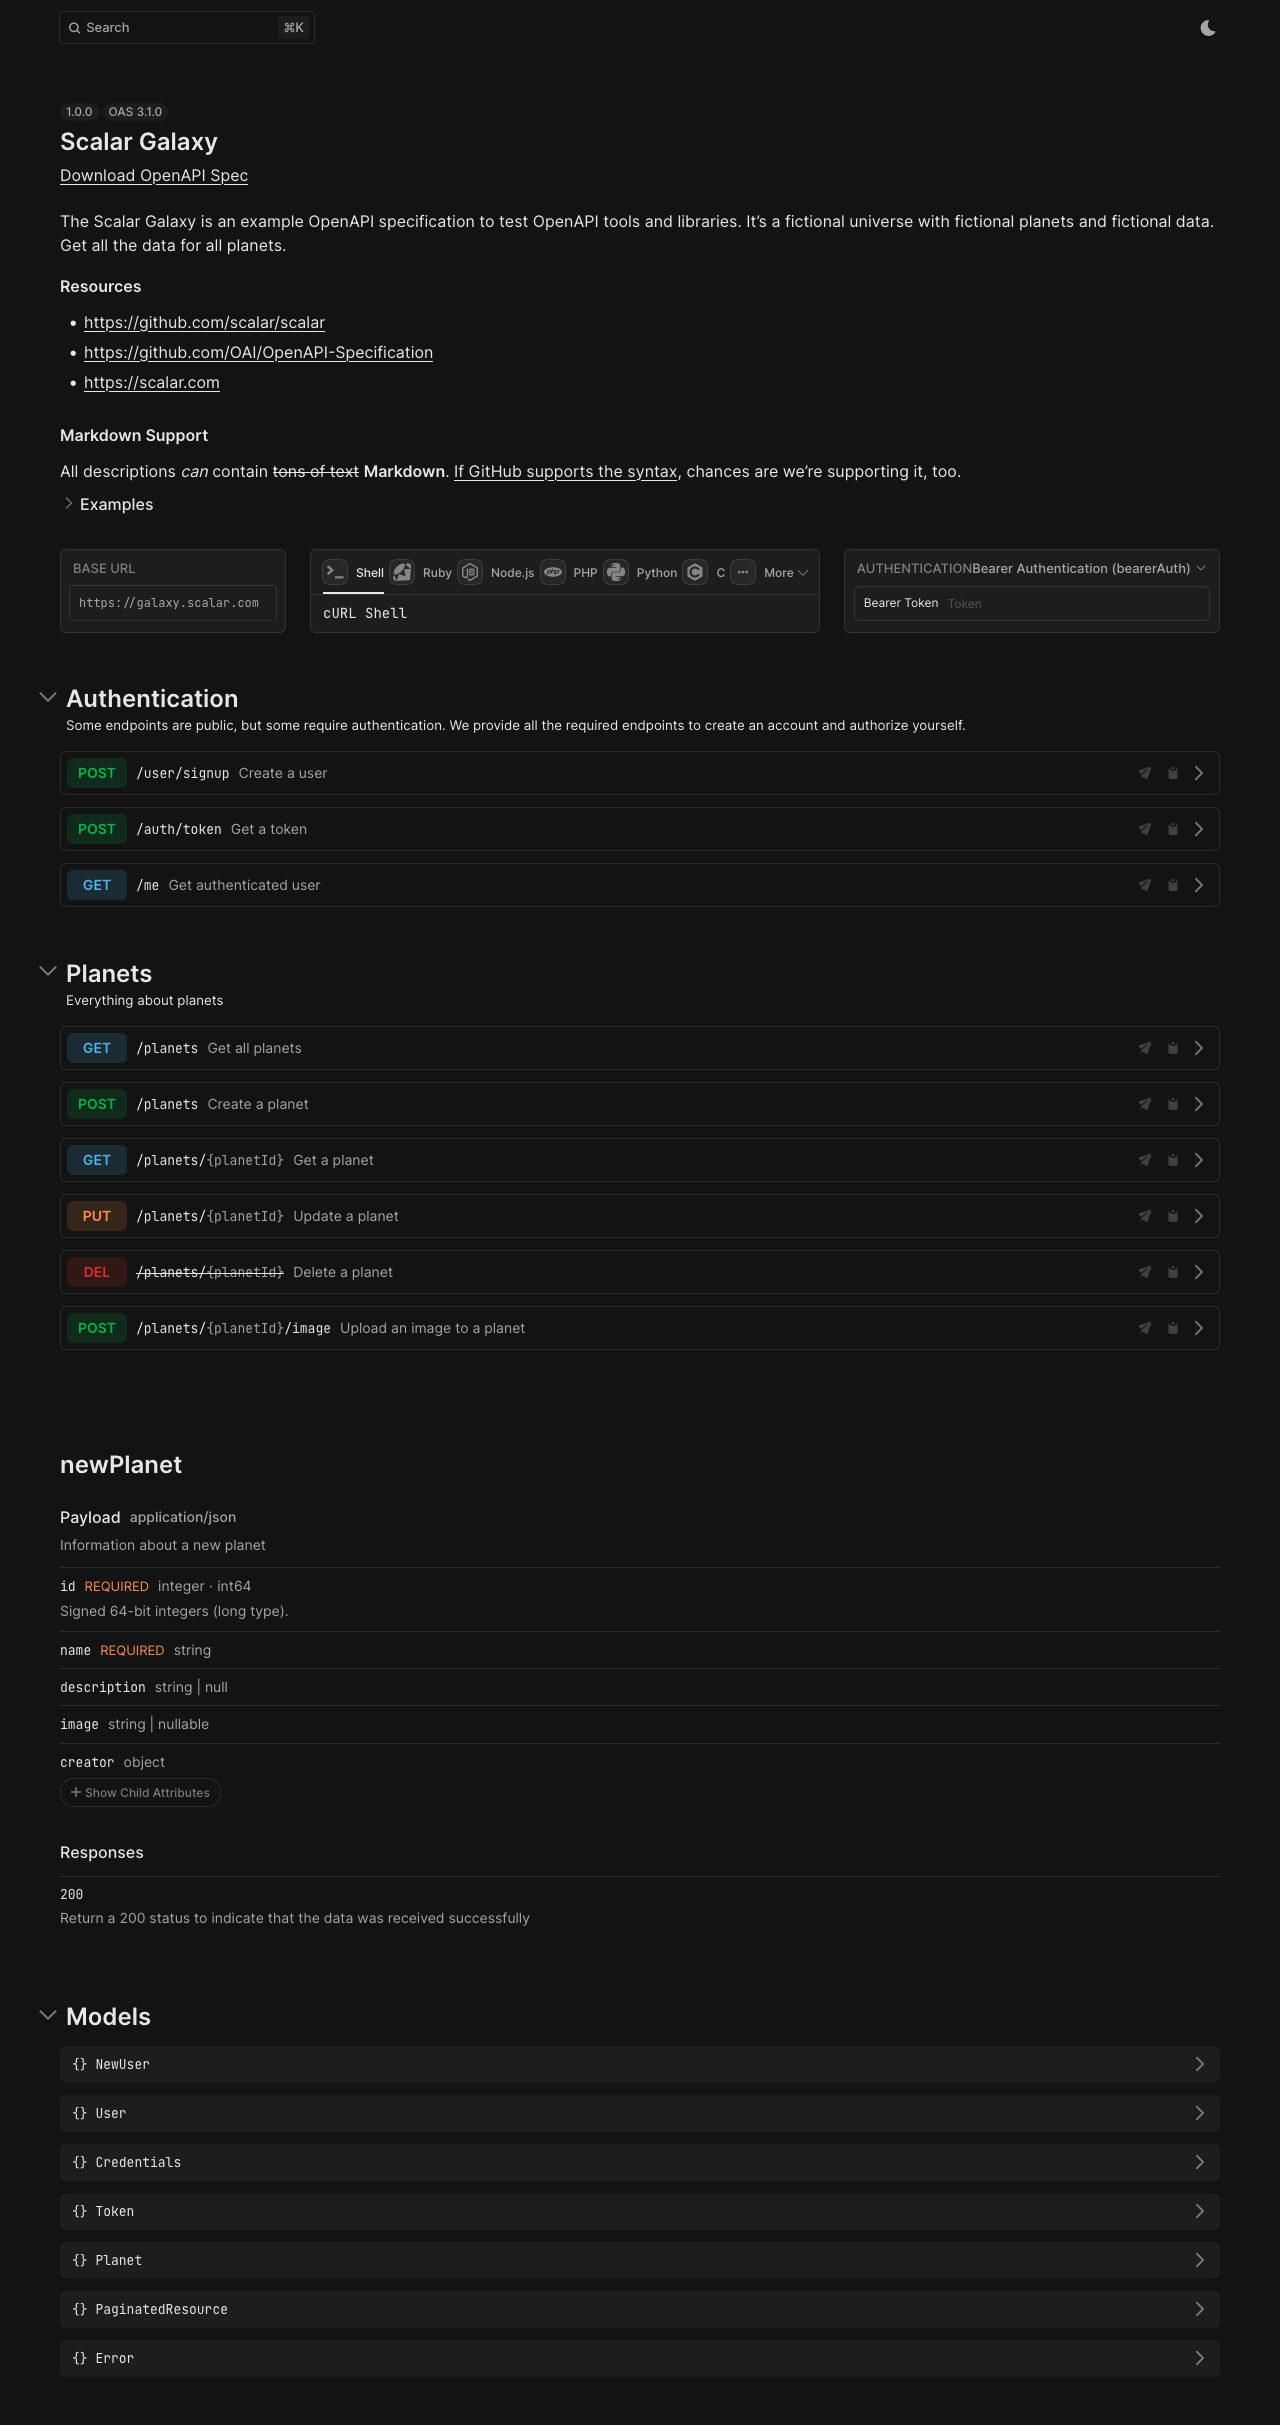 Search ⌘K
1.0.0 OAS 3.1.0
Scalar Galaxy
Download OpenAPI Spec
The Scalar Galaxy is an example OpenAPI specification to test OpenAPI tools and libraries. It’s a fictional universe with fictional planets and fictional data.
Get all the data for all planets.
Resources
• https://github.com/scalar/scalar
• https://github.com/OAI/OpenAPI-Specification
• https://scalar.com
Markdown Support
All descriptions can contain tons of text Markdown. If GitHub supports the syntax, chances are we’re supporting it, too.
Examples
BASE URL
https://galaxy.scalar.com
Shell Ruby Node.js PHP Python C More
cURL Shell
AUTHENTICATION Bearer Authentication (bearerAuth)
Bearer Token Token
Authentication
Some endpoints are public, but some require authentication. We provide all the required endpoints to create an account and authorize yourself.
POST /user/signup Create a user
POST /auth/token Get a token
GET /me Get authenticated user
Planets
Everything about planets
GET /planets Get all planets
POST /planets Create a planet
GET /planets/{planetId} Get a planet
PUT /planets/{planetId} Update a planet
DEL /planets/{planetId} Delete a planet
POST /planets/{planetId}/image Upload an image to a planet
newPlanet
Payload application/json
Information about a new planet
id REQUIRED integer · int64
Signed 64-bit integers (long type).
name REQUIRED string
description string | null
image string | nullable
creator object
+ Show Child Attributes
Responses
200
Return a 200 status to indicate that the data was received successfully
Models
{} NewUser
{} User
{} Credentials
{} Token
{} Planet
{} PaginatedResource
{} Error